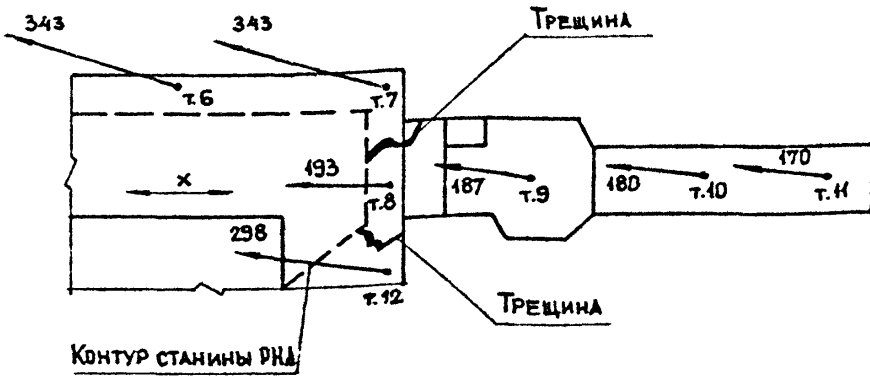 343
343
Трещина
т.6
т.7
193
х
т.8
187
т.9
180
т.10
170
т.11
298
т.12
Трещина
Контур станины РНД